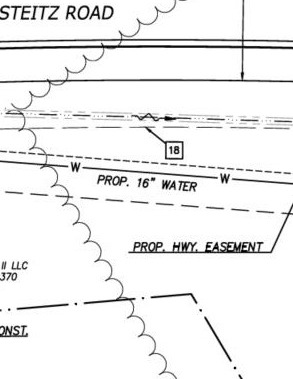 STEITZ ROAD
18
W
W
PROP. 16" WATER
PROP. HWY. EASEMENT
II LLC
370
ONST.